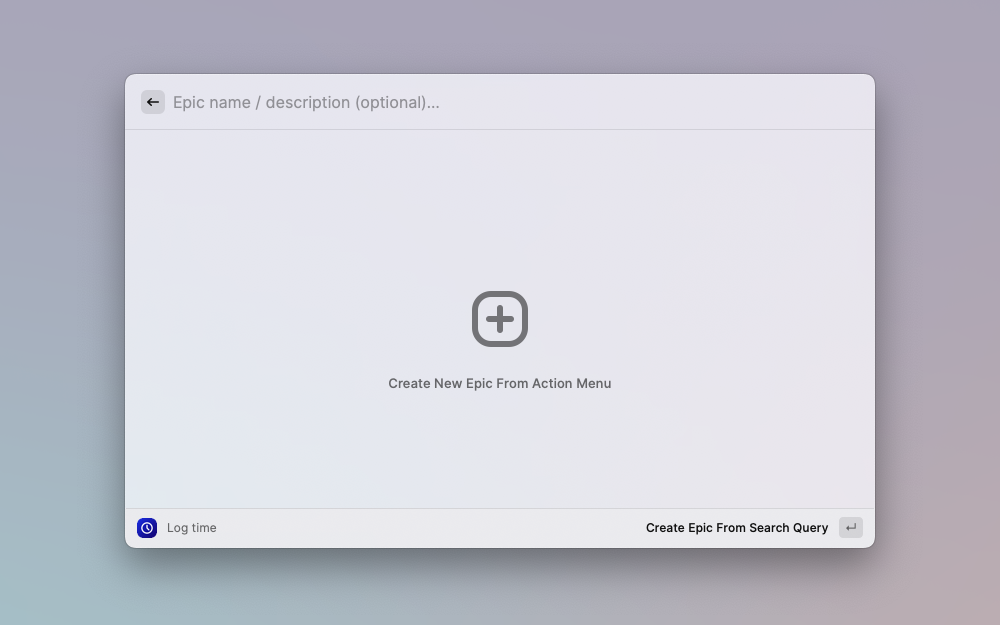 Epic name / description (optional)...
Create New Epic From Action Menu
Log time
Create Epic From Search Query